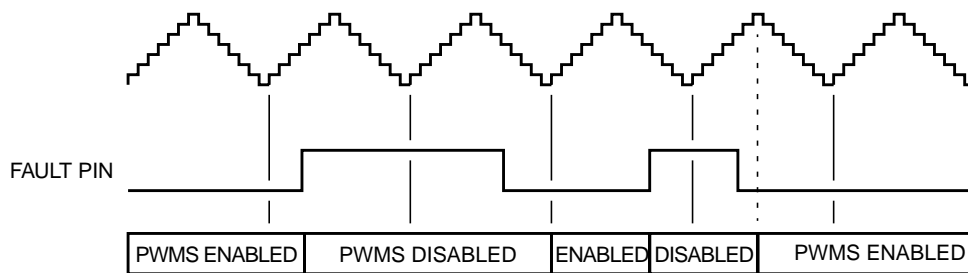 FAULT PIN
PWMS ENABLED
PWMS DISABLED
ENABLED
DISABLED
PWMS ENABLED